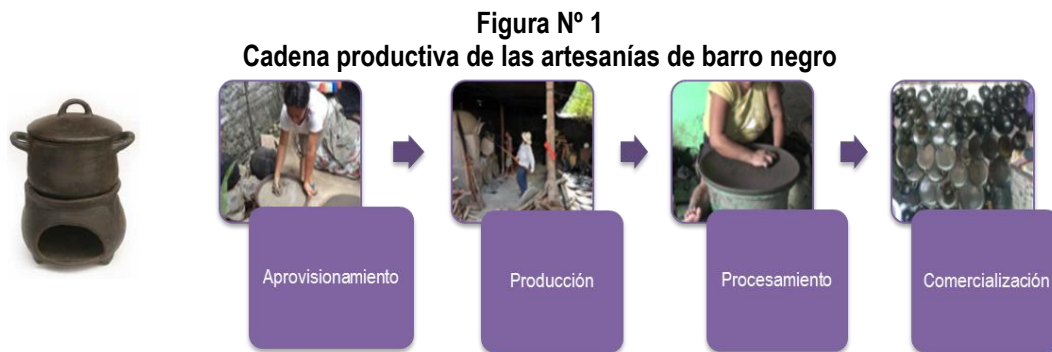 Figura Nº 1
Cadena productiva de las artesanías de barro negro
Aprovisionamiento
Producción
Procesamiento
Comercialización